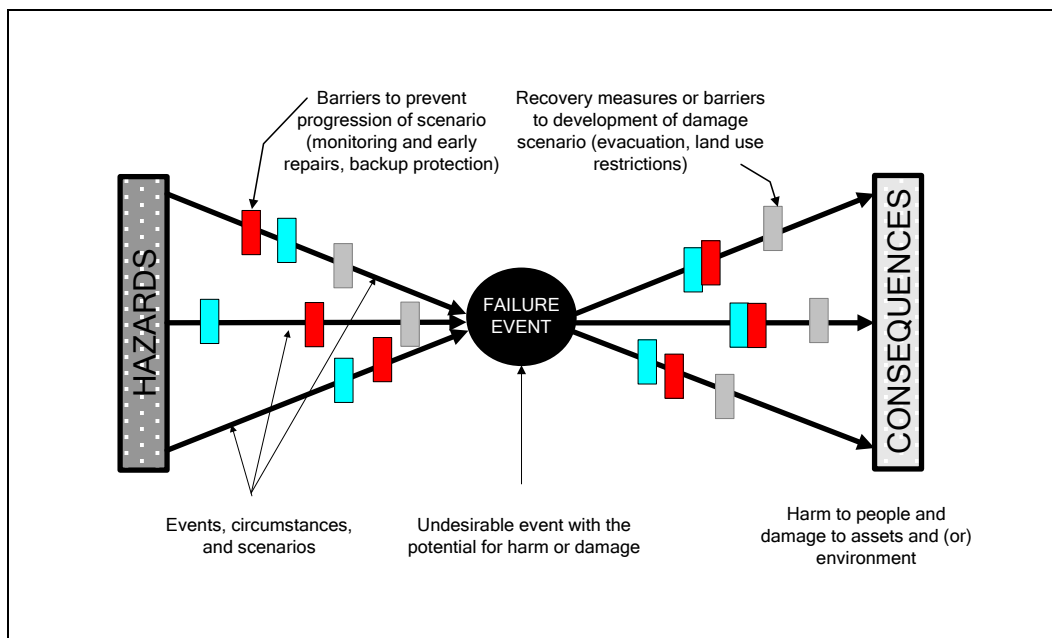 Barriers to prevent
progression of scenario
(monitoring and early
repairs, backup protection)
Recovery measures or barriers
to development of damage
scenario (evacuation, land use
restrictions)
HAZARDS
FAILURE
EVENT
CONSEQUENCES
Events, circumstances,
and scenarios
Undesirable event with the
potential for harm or damage
Harm to people and
damage to assets and (or)
environment